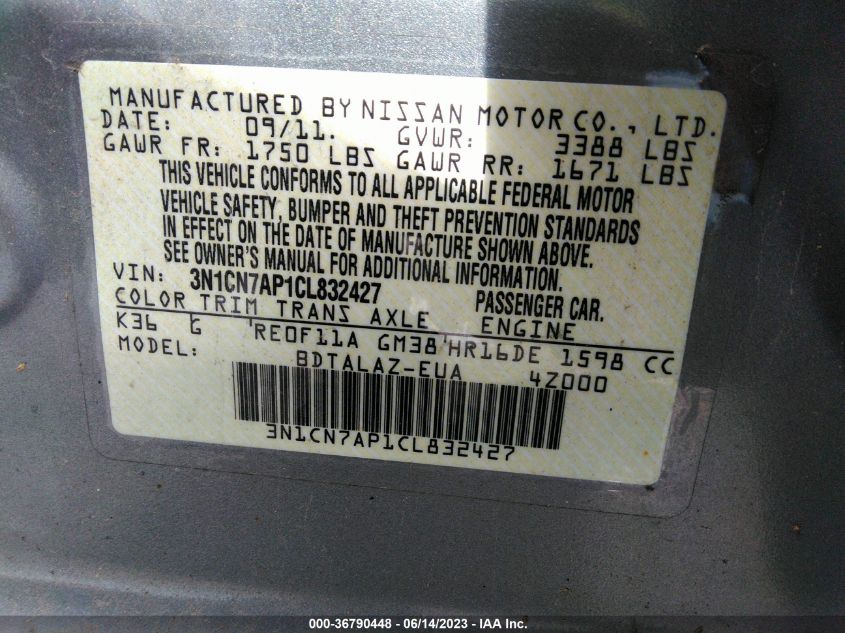 MANUFACTURED BY NISSAN MOTOR CO., LTD.
DATE: 09/11. GVWR: 3388 LBS
GAWR FR: 1750 LBS GAWR RR: 1671 LBS
THIS VEHICLE CONFORMS TO ALL APPLICABLE FEDERAL MOTOR
VEHICLE SAFETY, BUMPER AND THEFT PREVENTION STANDARDS
IN EFFECT ON THE DATE OF MANUFACTURE SHOWN ABOVE.
SEE OWNER'S MANUAL FOR ADDITIONAL INFORMATION.
VIN: 3N1CN7AP1CL832427 PASSENGER CAR.
COLOR TRIM TRANS AXLE ENGINE
K36 G RE0F11A GM38 HR16DE 1598 CC
MODEL: BDTALAZ-EUA 4Z000
3N1CN7AP1CL832427
000-36790448 - 06/14/2023 - IAA Inc.